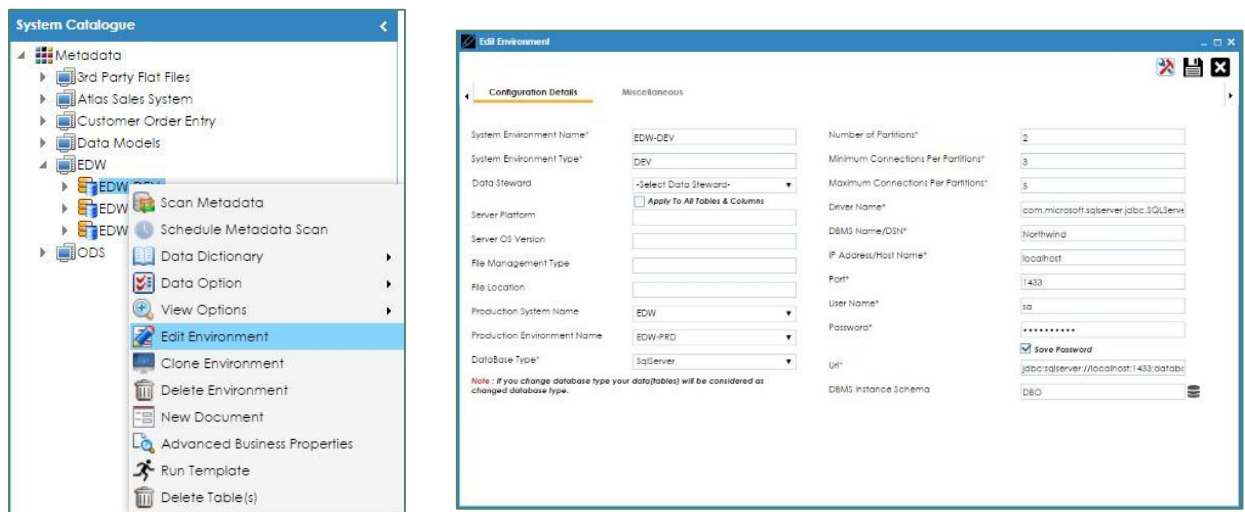 System Catalogue
Metadata
3rd Party Flat Files
Atlas Sales System
Customer Order Entry
Data Models
EDW
EDW-DEV
EDW
EDW
ODS
Scan Metadata
Schedule Metadata Scan
Data Dictionary
Data Option
View Options
Edit Environment
Clone Environment
Delete Environment
New Document
Advanced Business Properties
Run Template
Delete Table(s)
Edit Environment
Configuration Details Miscellaneous
System Environment Name* EDW-DEV
System Environment Type* DEV
Data Steward -Select Data Steward-
Apply To All Tables & Columns
Server Platform
Server OS Version
File Management Type
File Location
Production System Name EDW
Production Environment Name EDW-PRD
DataBase Type* SqlServer
Note : If you change database type your data(tables) will be considered as
changed database type.
Number of Partitions* 2
Minimum Connections Per Partitions* 3
Maximum Connections Per Partitions* 5
Driver Name* com.microsoft.sqlserver.jdbc.SQLServe
DBMS Name/DSN* Northwind
IP Address/Host Name* localhost
Port* 1433
User Name* sa
Password* ••••••••••
Save Password
Url* jdbc:sqlserver://localhost:1433;databc
DBMS Instance Schema DBO